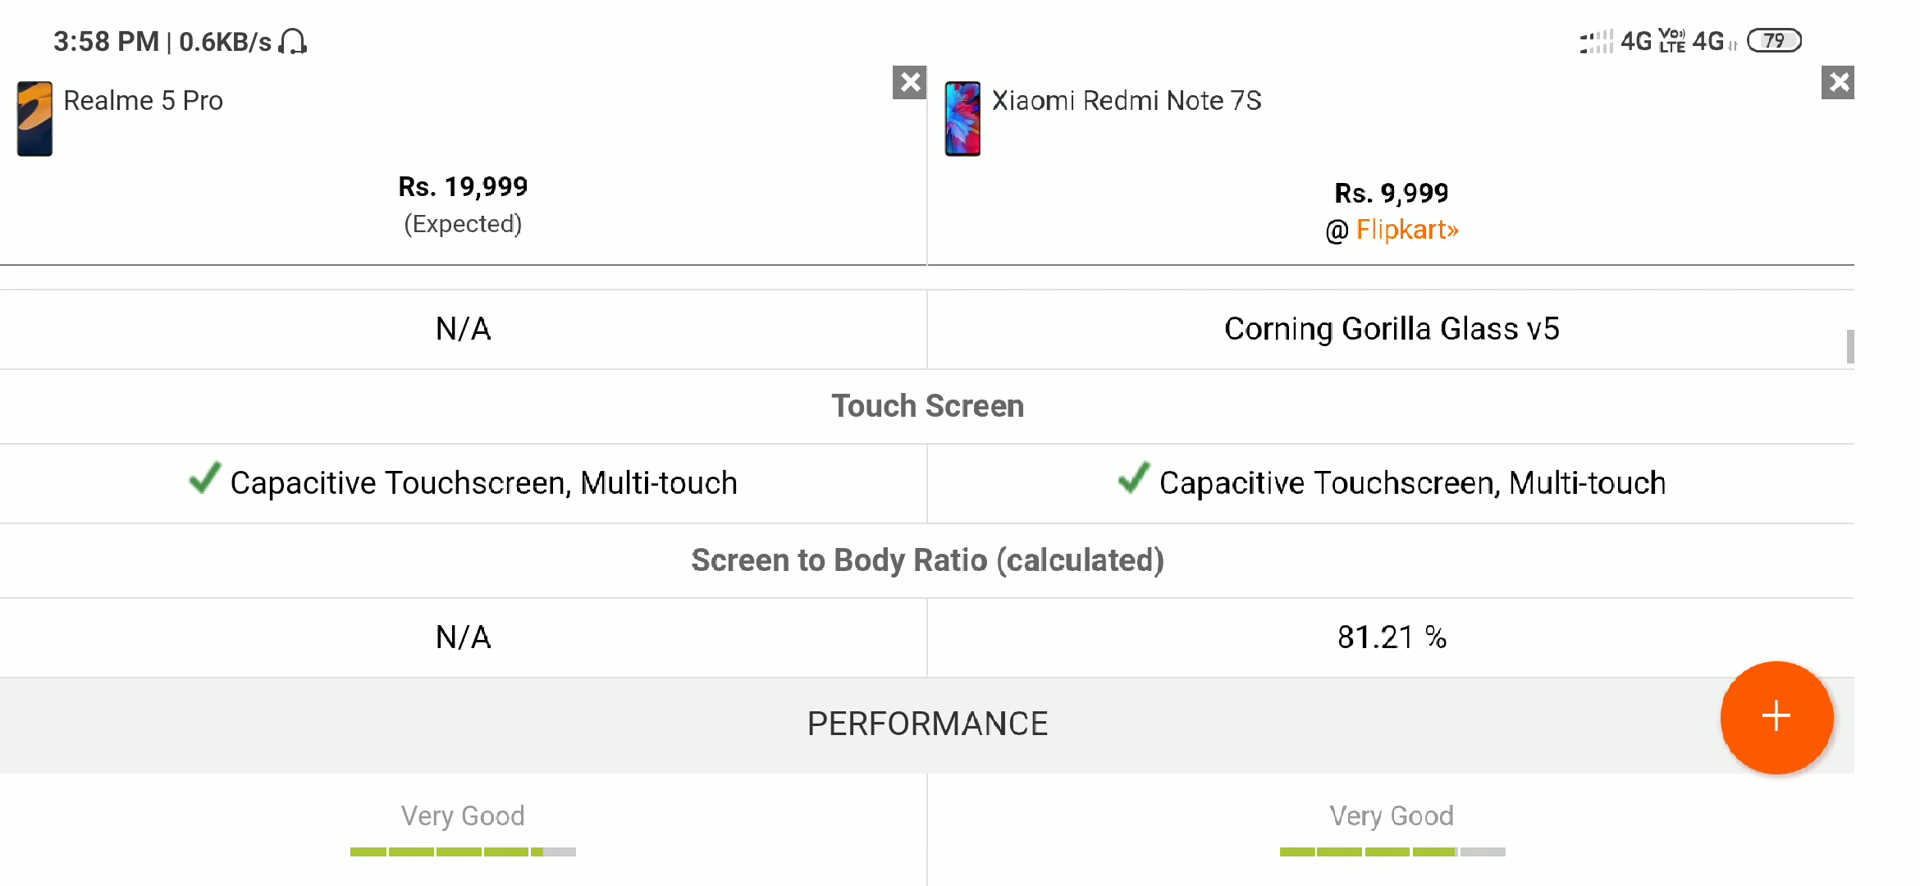 3:58 PM | 0.6KB/s 4G Vo)) LTE 4G 79
Realme 5 Pro
Xiaomi Redmi Note 7S
Rs. 19,999
(Expected)
Rs. 9,999
@ Flipkart»
N/A
Corning Gorilla Glass v5
Touch Screen
Capacitive Touchscreen, Multi-touch
Capacitive Touchscreen, Multi-touch
Screen to Body Ratio (calculated)
N/A
81.21 %
PERFORMANCE
Very Good
Very Good